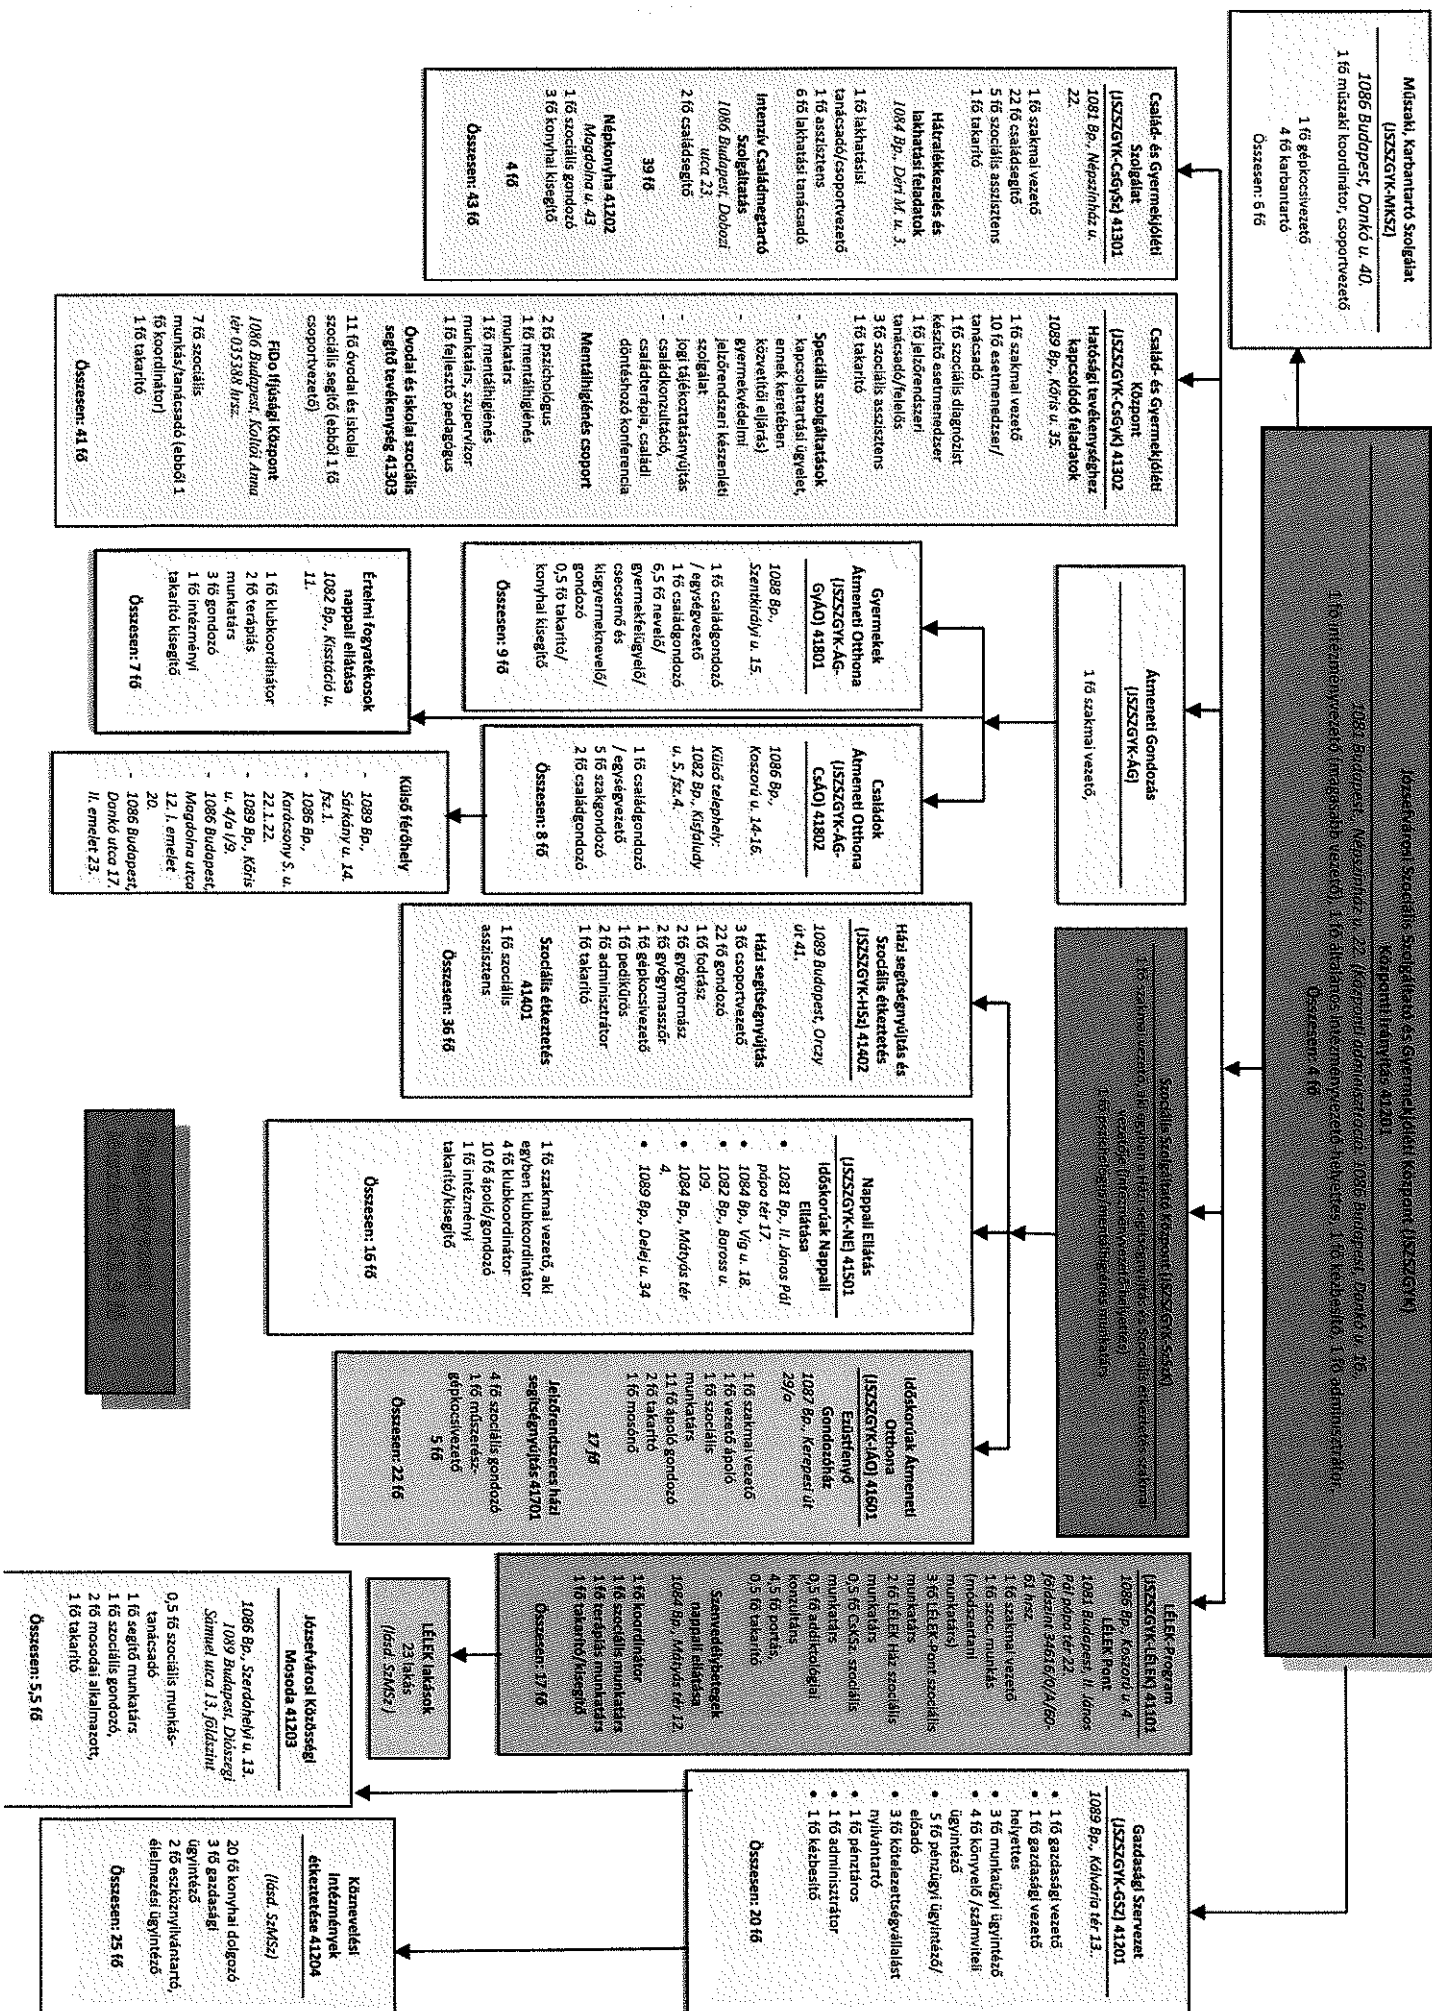 Józsefvárosi Szociális Szolgáltató és Gyermekjóléti Központ (JSZSZGYK)
Központi Irányítás 41201
1081 Budapest, Népszínház u. 22. (központi adminisztráció: 1086 Budapest, Dankó u. 16.,
1 fő intézményvezető (magasabb vezető), 1 fő általános intézményvezető-helyettes, 1 fő kézbesítő, 1 fő adminisztrátor,
Összesen: 4 fő
Műszaki, Karbantartó Szolgálat
(JSZSZGYK-MKSZ)
1086 Budapest, Dankó u. 40.
1 fő műszaki koordinátor, csoportvezető
1 fő gépkocsivezető
4 fő karbantartó
Összesen: 6 fő
Család- és Gyermekjóléti
Szolgálat
(JSZSZGYK-CsGySz) 41301
1081 Bp., Népszínház u.
22.
1 fő szakmai vezető
22 fő családsegítő
5 fő szociális asszisztens
1 fő takarító
Hátralékkezelés és
lakhatási feladatok
1084 Bp., Déri M. u. 3.
1 fő lakhatásisi
tanácsadó/csoportvezető
1 fő asszisztens
6 fő lakhatási tanácsadó
Intenzív Családmegtartó
Szolgáltatás
1086 Budapest, Dobozi
utca 23.
2 fő családsegítő
39 fő
Népkonyha 41202
Magdolna u. 43
1 fő szociális gondozó
3 fő konyhai kisegítő
4 fő
Összesen: 43 fő
Család- és Gyermekjóléti
Központ
(JSZSZGYK-CsGyK) 41302
Hatósági tevékenységhez
kapcsolódó feladatok
1089 Bp., Kőris u. 35.
1 fő szakmai vezető
10 fő esetmenedzser/
tanácsadó
1 fő szociális diagnózist
készítő esetmenedzser
1 fő jelzőrendszeri
tanácsadó/felelős
3 fő szociális asszisztens
1 fő takarító
Speciális szolgáltatások
- kapcsolattartási ügyelet,
ennek keretében
közvetítői eljárás)
- gyermekvédelmi
jelzőrendszeri készenléti
szolgálat
- jogi tájékoztatásnyújtás
- családkonzultáció,
családterápia, családi
döntéshozó konferencia
Mentálhigiénés csoport
2 fő pszichológus
1 fő mentálhigiénés
munkatárs
1 fő mentálhigiénés
munkatárs, szupervízor
1 fő fejlesztő pedagógus
Óvodai és iskolai szociális
segítő tevékenység 41303
11 fő óvodai és iskolai
szociális segítő (ebből 1 fő
csoportvezető)
FiDo Ifjúsági Központ
1086 Budapest, Koltói Anna
tér 035388 hrsz.
7 fő szociális
munkás/tanácsadó (ebből 1
fő koordinátor)
1 fő takarító
Összesen: 41 fő
Átmeneti Gondozás
(JSZSZGYK-ÁG)
1 fő szakmai vezető,
Gyermekek
Átmeneti Otthona
(JSZSZGYK-ÁG-
GyÁO) 41801
1088 Bp.,
Szentkirályi u. 15.
1 fő családgondozó
/ egységvezető
1 fő családgondozó
6,5 fő nevelő/
gyermekfelügyelő/
csecsemő és
kisgyermeknevelő/
gondozó
0,5 fő takarító/
konyhai kisegítő
Összesen: 9 fő
Értelmi fogyatékosok
nappali ellátása
1082 Bp., Kisstáció u.
11.
1 fő klubkoordinátor
2 fő terápiás
munkatárs
3 fő gondozó
1 fő intézményi
takarító kisegítő
Összesen: 7 fő
Családok
Átmeneti Otthona
(JSZSZGYK-ÁG-
CsÁO) 41802
1086 Bp.,
Koszorú u. 14-16.
Külső telephely:
1082 Bp., Kisfaludy
u. 5. fsz.4.
1 fő családgondozó
/ egységvezető
5 fő szakgondozó
2 fő családgondozó
Összesen: 8 fő
Külső férőhely
- 1089 Bp.,
Sárkány u. 14.
fsz.1.
- 1086 Bp.,
Karácsony S. u.
22.1.22.
- 1089 Bp., Kőris
u. 4/a I/9.
- 1086 Budapest,
Magdolna utca
12. I. emelet
20.
- 1086 Budapest,
Dankó utca 17.
II. emelet 23.
Szociális Szolgáltató Központ (JSZSZGYK-SzSzK)
1 fő szakmai vezető, aki egyben a Házi segítségnyújtás és szociális étkeztetés szakmai
vezetője (intézményvezető-helyettes)
mentálhigiénés munkatárs
Házi segítségnyújtás és
Szociális étkeztetés
(JSZSZGYK-HSz) 41402
1089 Budapest, Orczy
út 41.
Házi segítségnyújtás
3 fő csoportvezető
22 fő gondozó
1 fő fodrász
2 fő gyógytornász
2 fő gyógymasszőr
1 fő gépkocsivezető
1 fő pedikűrös
2 fő adminisztrátor
1 fő takarító
Szociális étkeztetés
41401
1 fő szociális
asszisztens
Összesen: 36 fő
Nappali Ellátás
(JSZSZGYK-NE) 41501
Időskorúak Nappali
Ellátása
• 1081 Bp., II. János Pál
pápa tér 17.
• 1084 Bp., Víg u. 18.
• 1082 Bp., Baross u.
109.
• 1084 Bp., Mátyás tér
4.
• 1089 Bp., Delej u. 34
1 fő szakmai vezető, aki
egyben klubkoordinátor
4 fő klubkoordinátor
10 fő ápoló/gondozó
1 fő intézményi
takarító/kisegítő
Összesen: 16 fő
Időskorúak Átmeneti
Otthona
(JSZSZGYK-IÁO) 41601
Ezüstfenyő
Gondozóház
1087 Bp., Kerepesi út
29/a
1 fő szakmai vezető
1 fő vezető ápoló
1 fő szociális
munkatárs
11 fő ápoló gondozó
2 fő takarító
1 fő mosónő
17 fő
Jelzőrendszeres házi
segítségnyújtás 41701
4 fő szociális gondozó
1 fő műszerész-
gépkocsivezető
5 fő
Összesen: 22 fő
LÉLEK-Program
(JSZSZGYK-LÉLEK) 41101
1086 Bp., Koszorú u. 4.
LÉLEK Pont
1081 Budapest, II. János
Pál pápa tér 22.
földszint 34616/0/A/60-
61 hrsz.
1 fő szakmai vezető
1 fő szoc. munkás
(módszertani
munkatárs)
3 fő LÉLEK-Pont szociális
munkatárs
2 fő LÉLEK Ház szociális
munkatárs
0,5 fő CsKSz szociális
munkatárs
0,5 fő addiktológiai
konzultáns
4,5 fő portás,
0,5 fő takarító
Szenvedélybetegek
nappali ellátása
1084 Bp., Mátyás tér 12.
1 fő koordinátor
1 fő szociális munkatárs
1 fő terápiás munkatárs
1 fő takarító/kisegítő
Összesen: 17 fő
LÉLEK lakások
23 lakás
(lásd. SzMSz)
Gazdasági Szervezet
(JSZSZGYK-GSZ) 41201
1089 Bp., Kálvária tér 13.
• 1 fő gazdasági vezető
• 1 fő gazdasági vezető
helyettes
• 3 fő munkaügyi ügyintéző
• 4 fő könyvelő /számviteli
ügyintéző
• 5 fő pénzügyi ügyintéző/
előadó
• 3 fő kötelezettségvállalást
nyilvántartó
• 1 fő pénztáros
• 1 fő adminisztrátor
• 1 fő kézbesítő
Összesen: 20 fő
Józsefvárosi Közösségi
Mosoda 41203
1086 Bp., Szerdahelyi u. 13.
1089 Budapest, Diószegi
Sámuel utca 13. földszint
0,5 fő szociális munkás-
tanácsadó
1 fő segítő munkatárs
1 fő szociális gondozó,
2 fő mosodai alkalmazott,
1 fő takarító
Összesen: 5,5 fő
Köznevelési
Intézmények
étkeztetése 41204
(lásd. SzMSz)
20 fő konyhai dolgozó
3 fő gazdasági
ügyintéző
2 fő eszköznyilvántartó,
élelmezési ügyintéző
Összesen: 25 fő